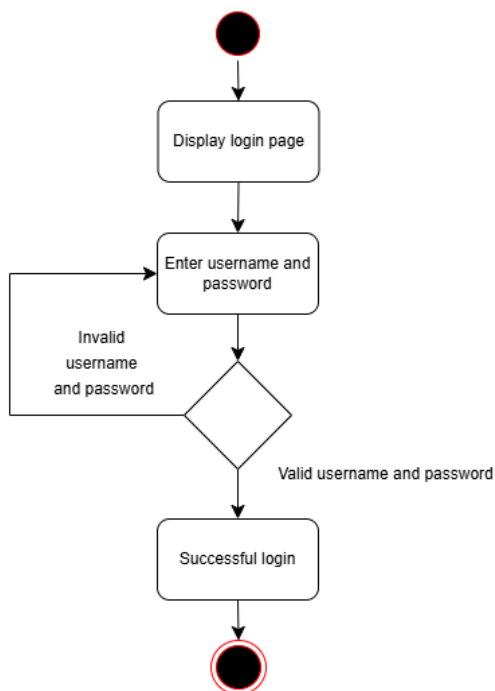 Display login page
Enter username and
password
Invalid
username
and password
Valid username and password
Successful login